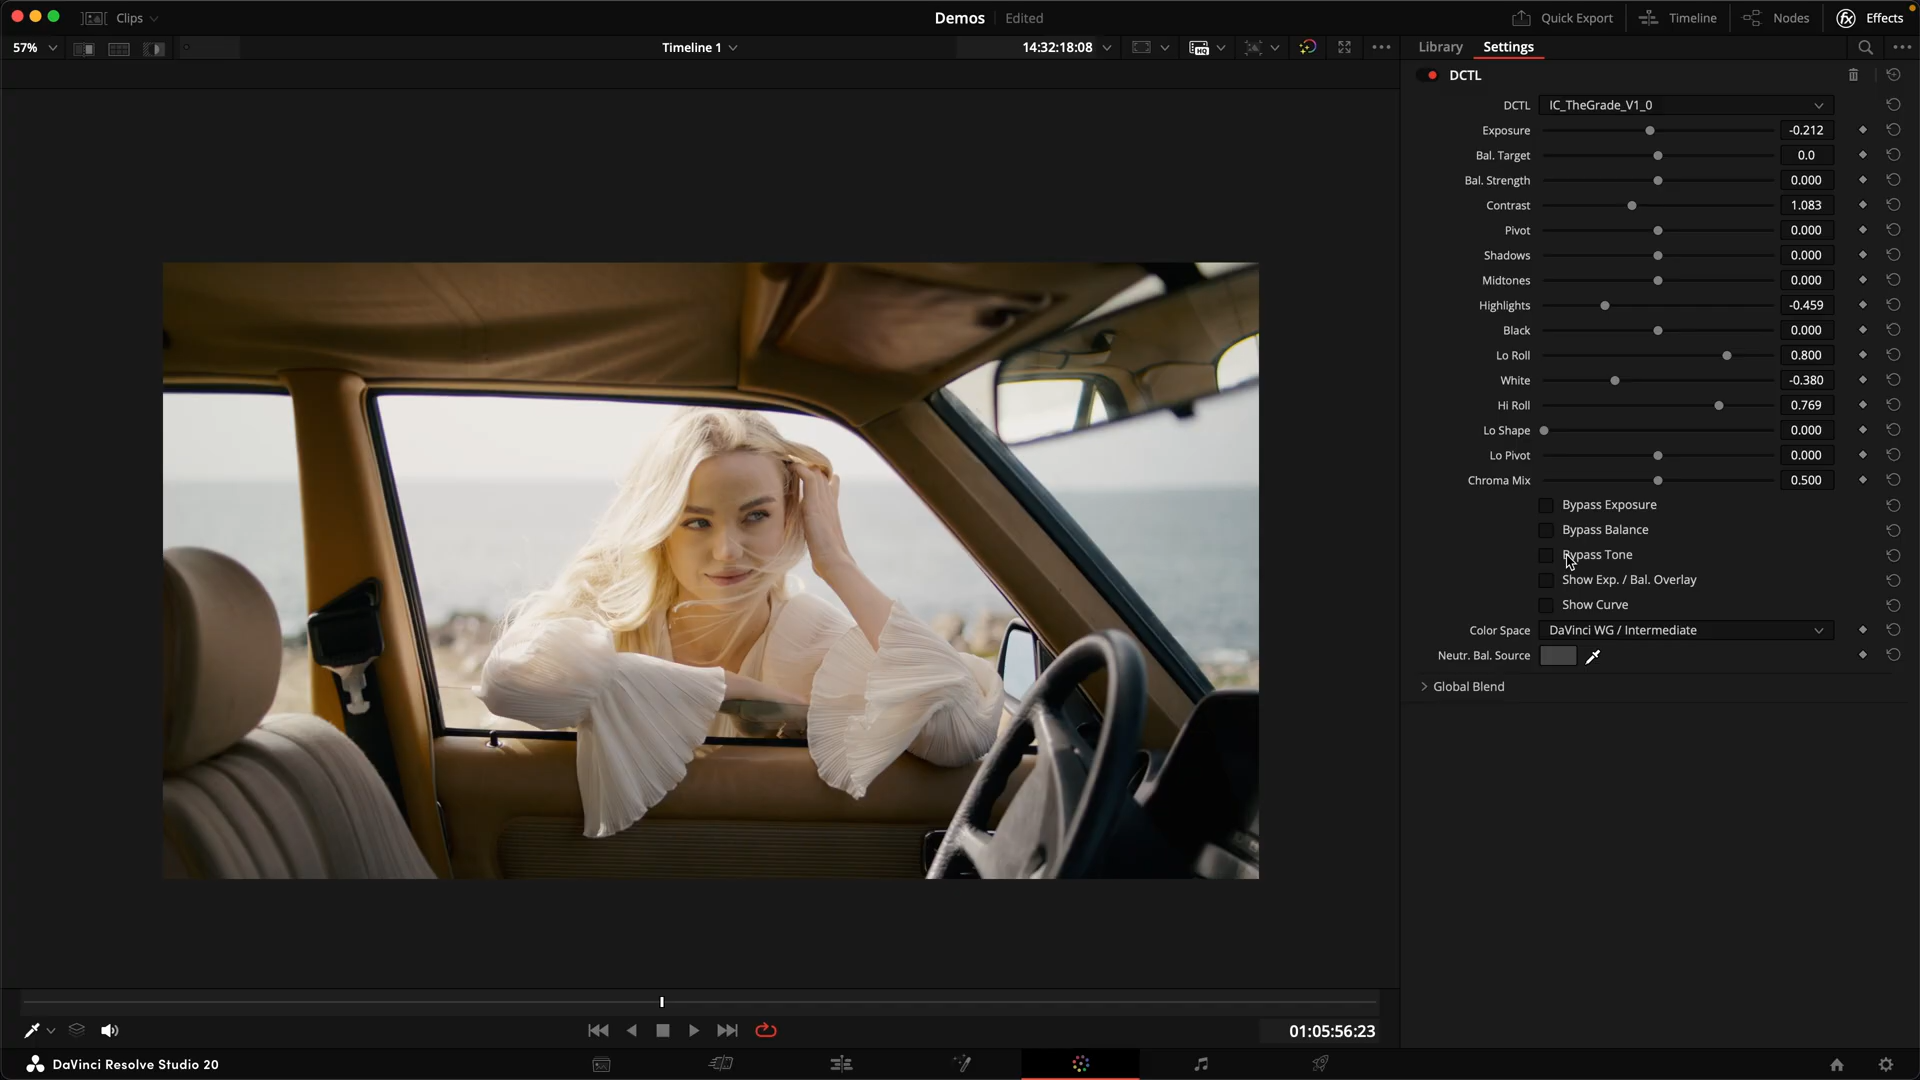 Clips
Demos
Edited
Quick Export
Timeline
Nodes
Effects
57%
Timeline 1
14:32:18:08
HQ
Library
Settings
DCTL
DCTL IC_TheGrade_V1_0
Exposure -0.212
Bal. Target 0.0
Bal. Strength 0.000
Contrast 1.083
Pivot 0.000
Shadows 0.000
Midtones 0.000
Highlights -0.459
Black 0.000
Lo Roll 0.800
White -0.380
Hi Roll 0.769
Lo Shape 0.000
Lo Pivot 0.000
Chroma Mix 0.500
Bypass Exposure
Bypass Balance
Bypass Tone
Show Exp. / Bal. Overlay
Show Curve
Color Space DaVinci WG / Intermediate
Neutr. Bal. Source
Global Blend
01:05:56:23
DaVinci Resolve Studio 20